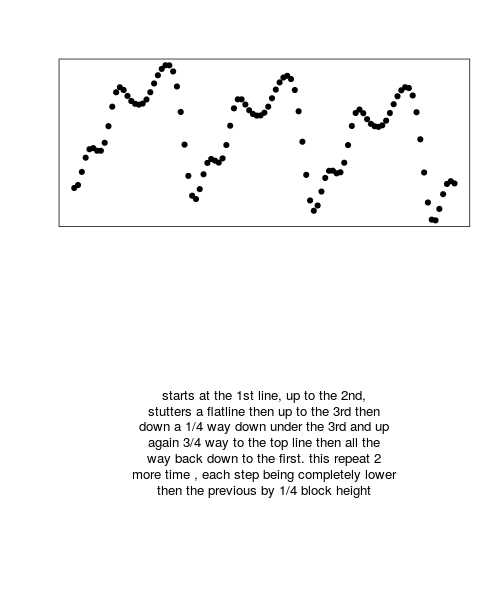 starts at the 1st line, up to the 2nd,
stutters a flatline then up to the 3rd then
down a 1/4 way down under the 3rd and up
again 3/4 way to the top line then all the
way back down to the first. this repeat 2
more time , each step being completely lower
then the previous by 1/4 block height